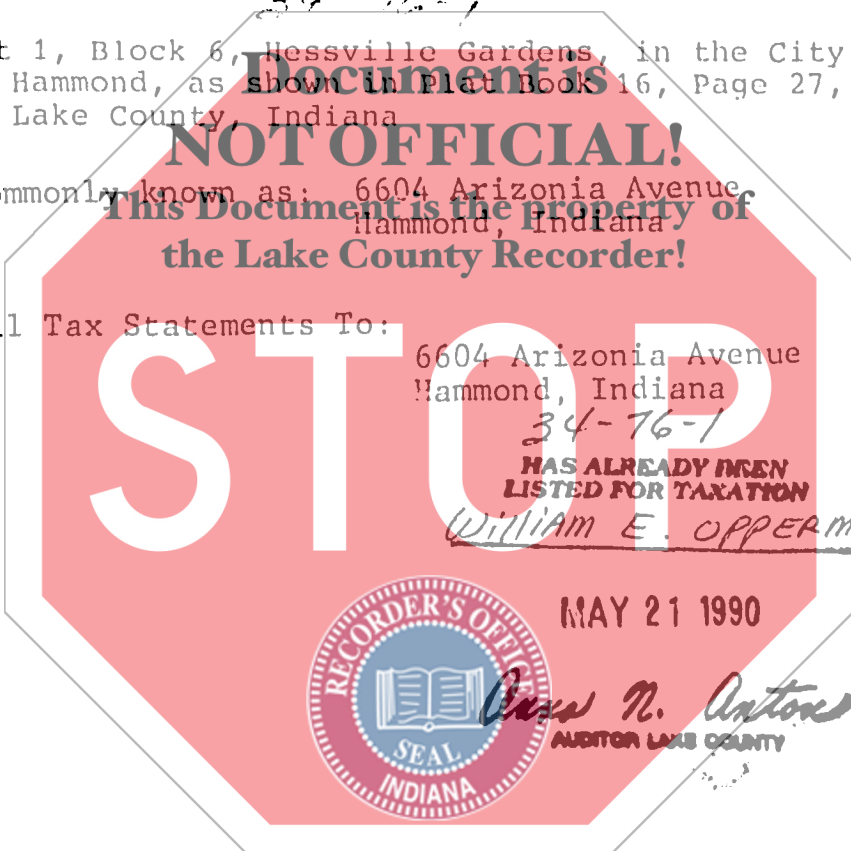 t 1, Block 6, Hessville Gardens, in the City
Hammond, as shown in Plat Book 16, Page 27,
Lake County, Indiana
Document is
NOT OFFICIAL!
This Document is the property of
the Lake County Recorder!
ommonly known as: 6604 Arizonia Avenue
Hammond, Indiana
l Tax Statements To:
6604 Arizonia Avenue
Hammond, Indiana
STOP
34-76-1
HAS ALREADY BEEN
LISTED FOR TAXATION
William E. OPPERM
MAY 21 1990
Anna N. Anton
AUDITOR LAKE COUNTY
RECORDER'S OFFICE
SEAL
INDIANA